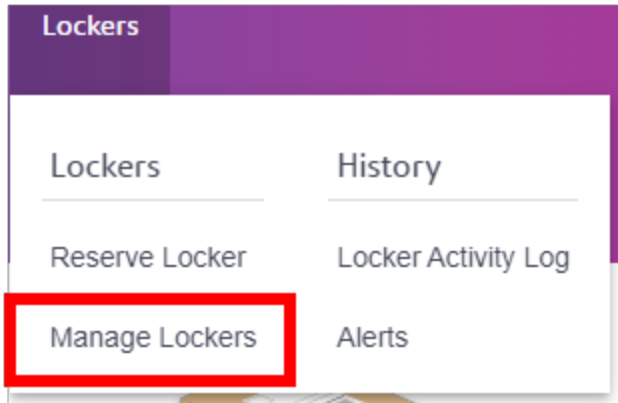 Lockers
Lockers
Reserve Locker
Manage Lockers
History
Locker Activity Log
Alerts